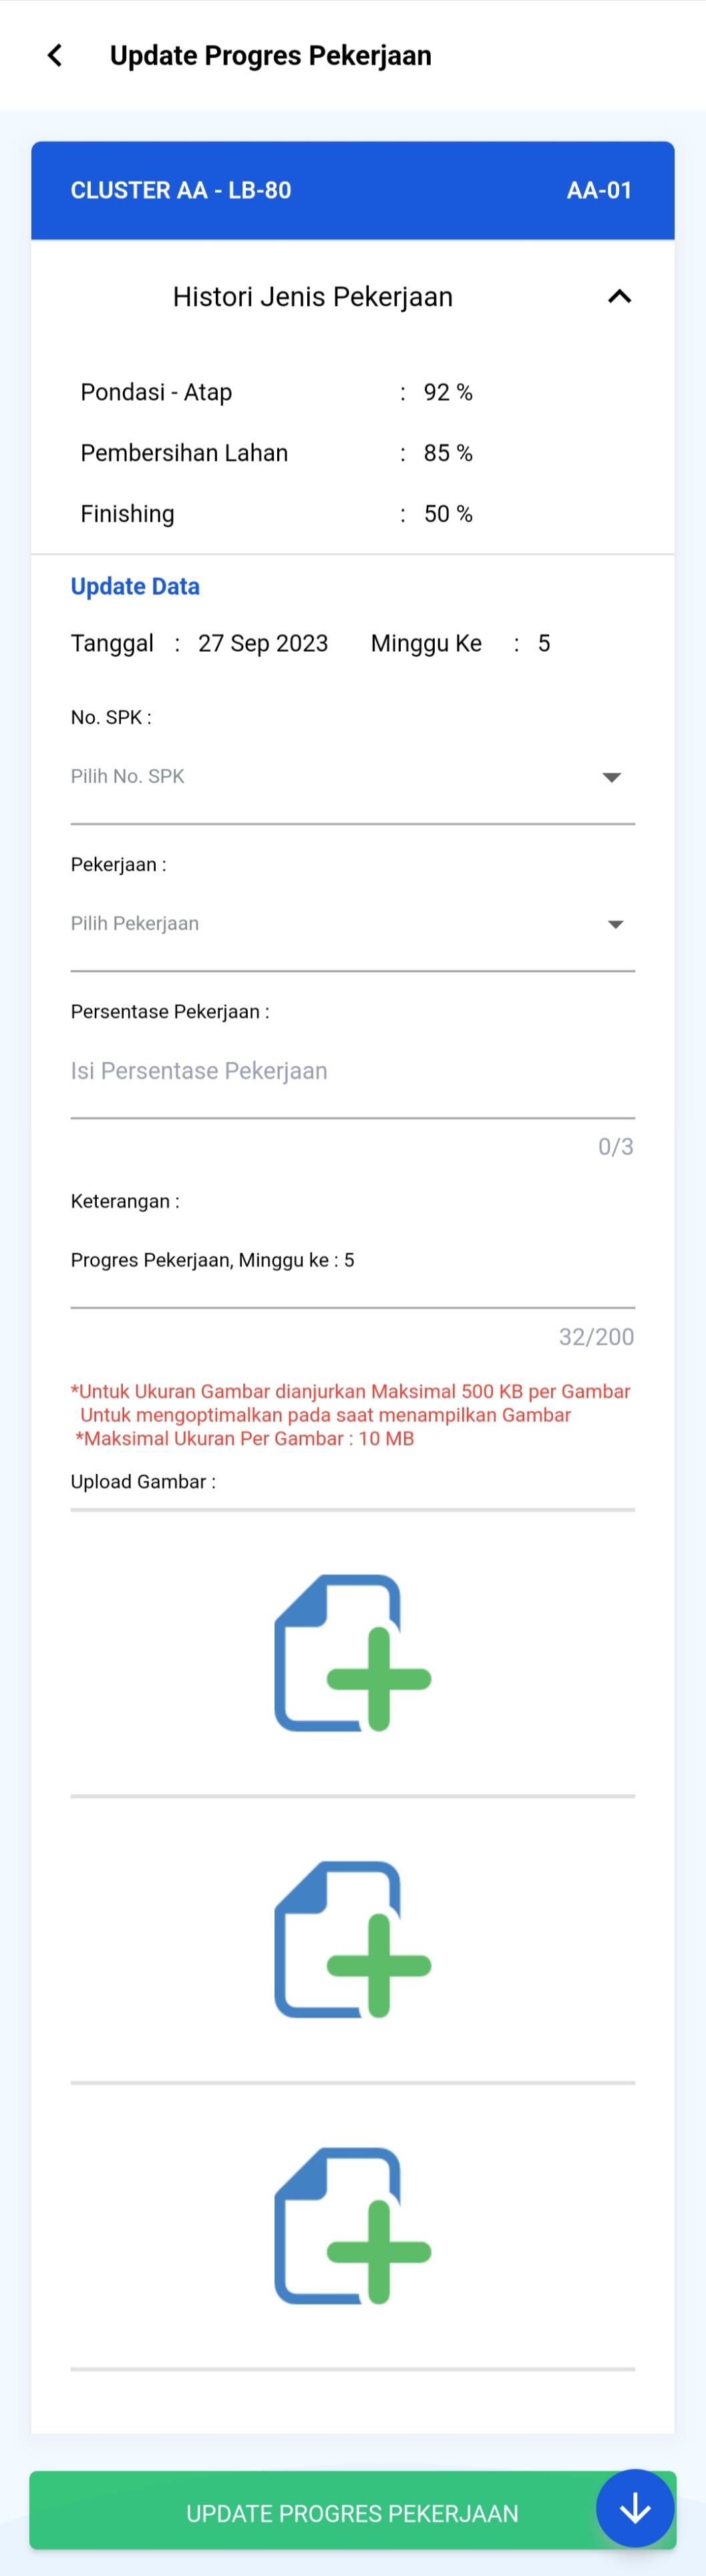 Update Progres Pekerjaan
CLUSTER AA - LB-80 AA-01
Histori Jenis Pekerjaan
Pondasi - Atap : 92 %
Pembersihan Lahan : 85 %
Finishing : 50 %
Update Data
Tanggal : 27 Sep 2023 Minggu Ke : 5
No. SPK :
Pilih No. SPK
Pekerjaan :
Pilih Pekerjaan
Persentase Pekerjaan :
Isi Persentase Pekerjaan
0/3
Keterangan :
Progres Pekerjaan, Minggu ke : 5
32/200
*Untuk Ukuran Gambar dianjurkan Maksimal 500 KB per Gambar
Untuk mengoptimalkan pada saat menampilkan Gambar
*Maksimal Ukuran Per Gambar : 10 MB
Upload Gambar :
UPDATE PROGRES PEKERJAAN